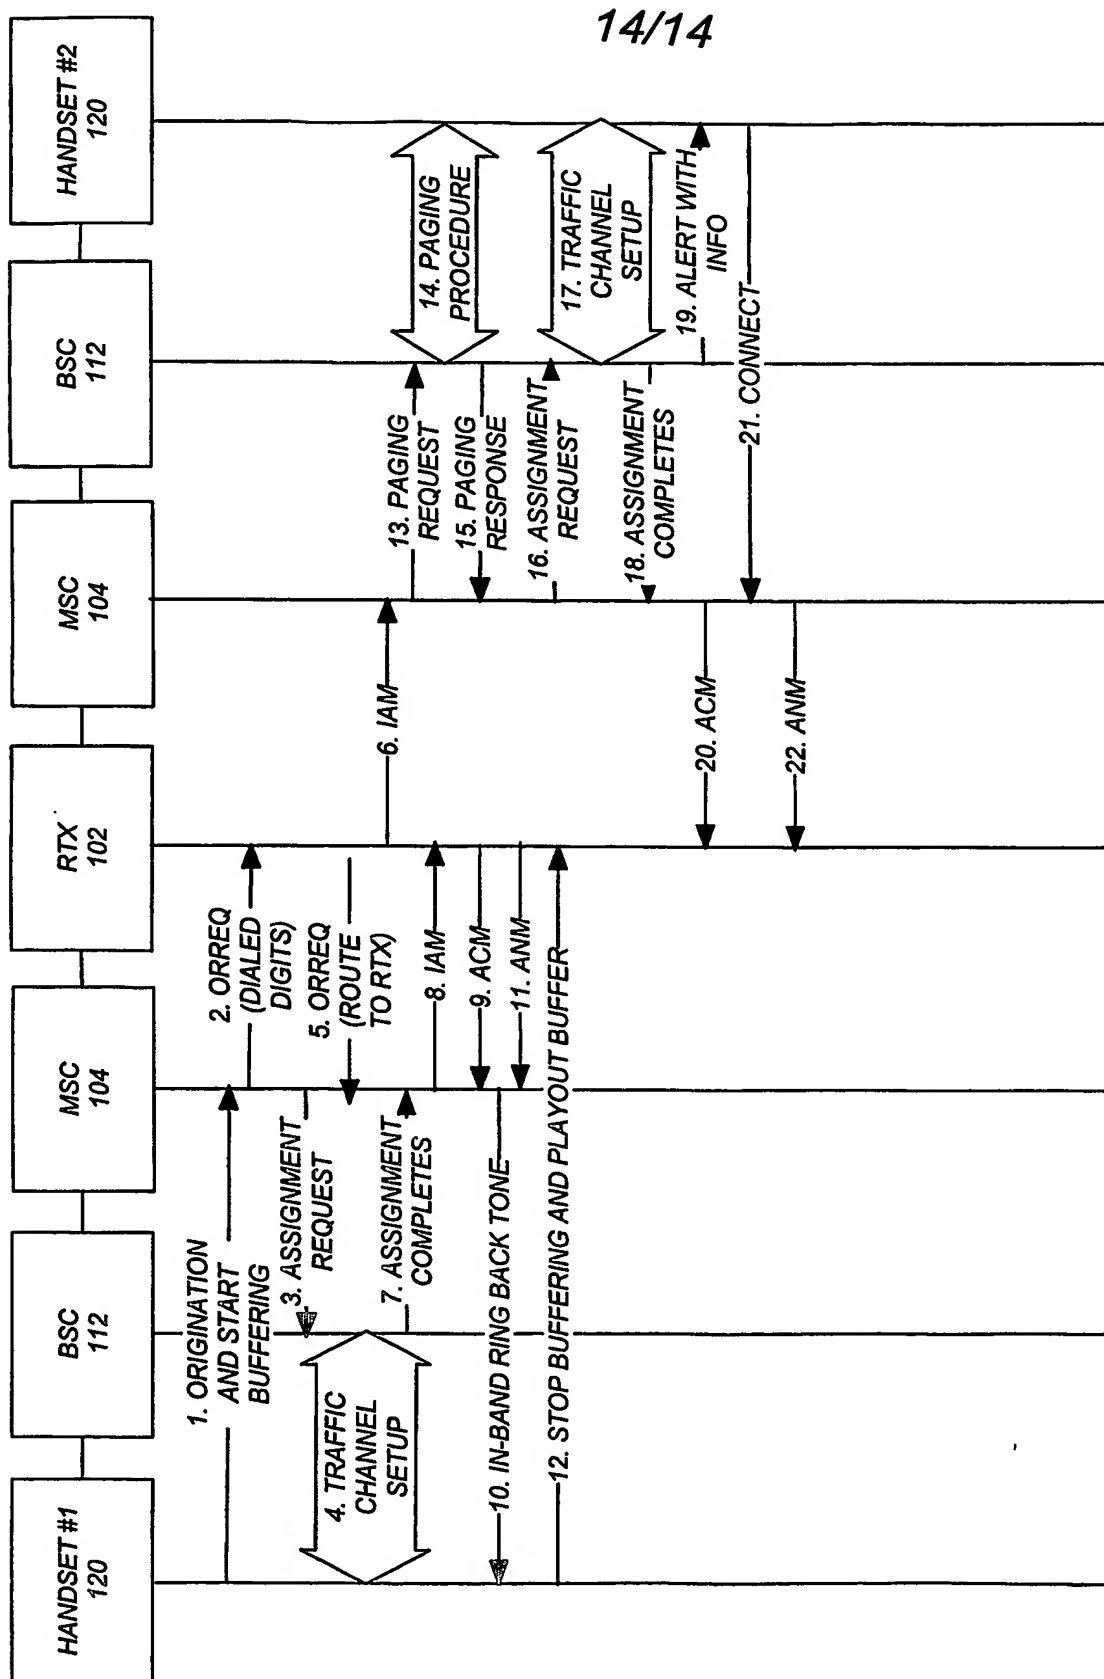 14/14
HANDSET #1
120
BSC
112
MSC
104
RTX
102
MSC
104
BSC
112
HANDSET #2
120
1. ORIGINATION
AND START
BUFFERING
2. ORREQ
(DIALED
DIGITS)
3. ASSIGNMENT
REQUEST
4. TRAFFIC
CHANNEL
SETUP
5. ORREQ
(ROUTE
TO RTX)
6. IAM
7. ASSIGNMENT
COMPLETES
8. IAM
9. ACM
10. IN-BAND RING BACK TONE
11. ANM
12. STOP BUFFERING AND PLAYOUT BUFFER
13. PAGING
REQUEST
14. PAGING
PROCEDURE
15. PAGING
RESPONSE
16. ASSIGNMENT
REQUEST
17. TRAFFIC
CHANNEL
SETUP
18. ASSIGNMENT
COMPLETES
19. ALERT WITH
INFO
20. ACM
21. CONNECT
22. ANM